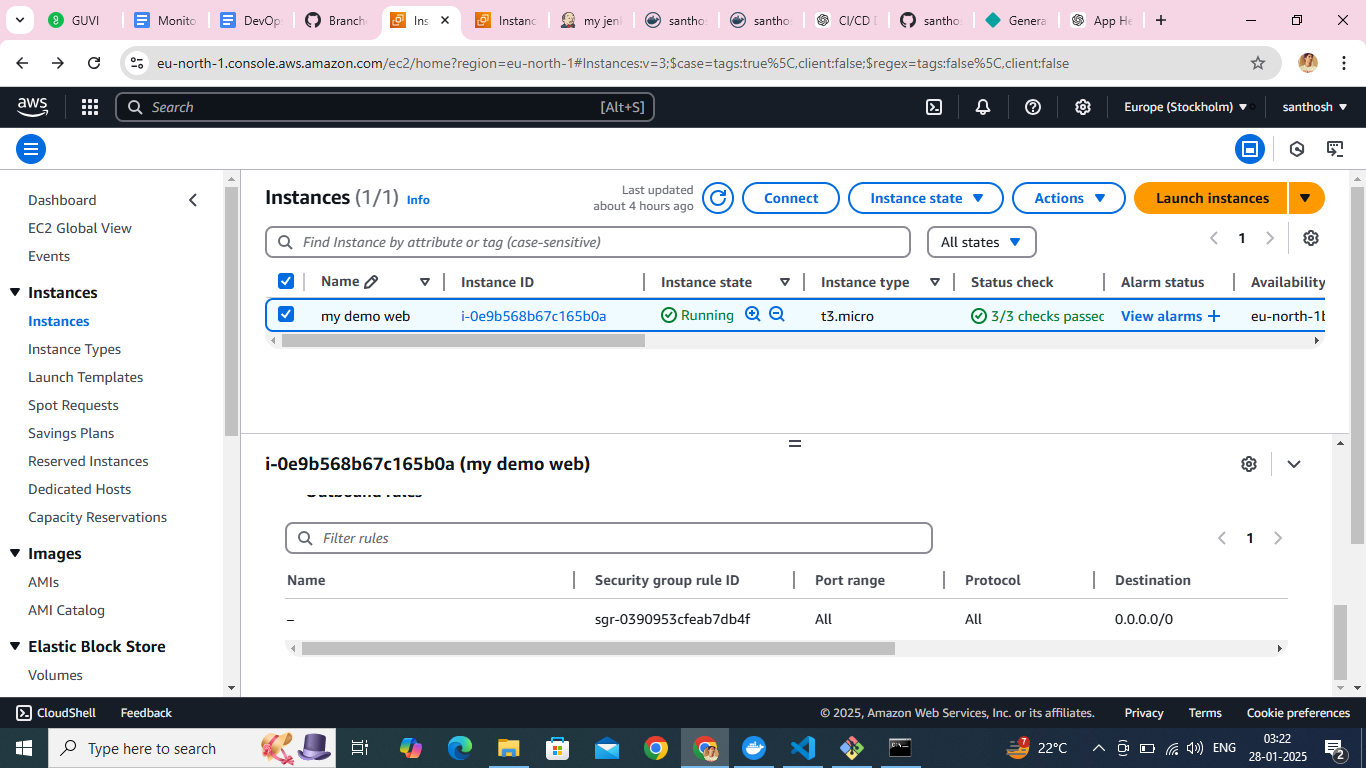 GUVI
Monito
DevOp
Branche
Ins
Instanc
my jenl
santhos
santhos
CI/CD D
santhos
Genera
App He
eu-north-1.console.aws.amazon.com/ec2/home?region=eu-north-1#Instances:v=3;$case=tags:true%5C,client:false;$regex=tags:false%5C,client:false
aws
Search
[Alt+S]
Europe (Stockholm)
santhosh
Dashboard
EC2 Global View
Events
Instances
Instances
Instance Types
Launch Templates
Spot Requests
Savings Plans
Reserved Instances
Dedicated Hosts
Capacity Reservations
Images
AMIs
AMI Catalog
Elastic Block Store
Volumes
Instances (1/1) Info
Last updated
about 4 hours ago
Connect
Instance state
Actions
Launch instances
Find Instance by attribute or tag (case-sensitive)
All states
1
Name
Instance ID
Instance state
Instance type
Status check
Alarm status
Availability
my demo web
i-0e9b568b67c165b0a
Running
t3.micro
3/3 checks passec
View alarms +
eu-north-1b
i-0e9b568b67c165b0a (my demo web)
Outbound rules
Filter rules
1
Name
Security group rule ID
Port range
Protocol
Destination
–
sgr-0390953cfeab7db4f
All
All
0.0.0.0/0
CloudShell
Feedback
© 2025, Amazon Web Services, Inc. or its affiliates.
Privacy
Terms
Cookie preferences
Type here to search
7
22°C
ENG
03:22
28-01-2025
2